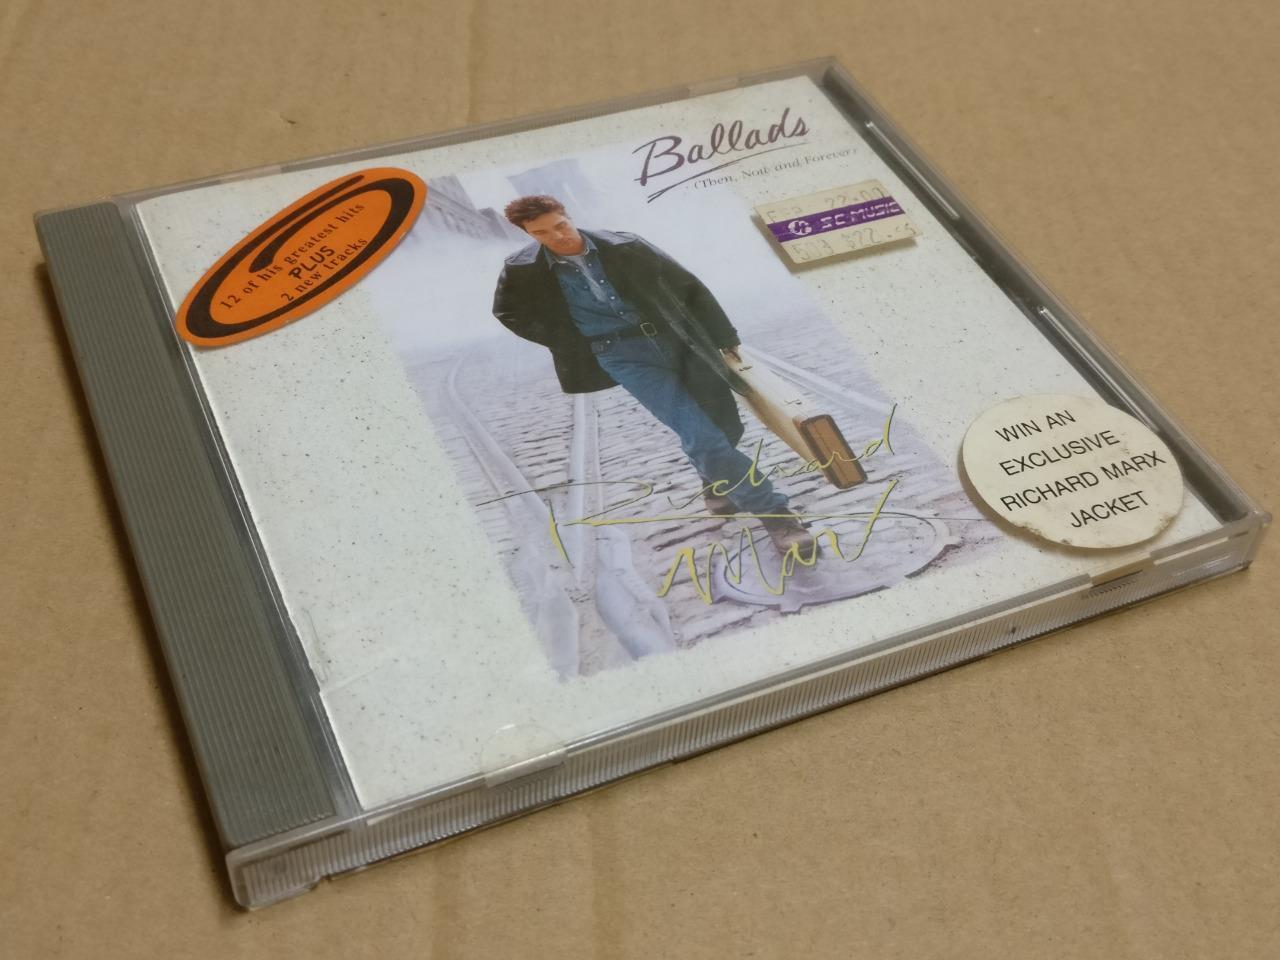 Ballads
(Then, Now and Forever)
12 of his greatest hits
PLUS
2 new tracks
SC MUSIC
Richard
Marx
WIN AN
EXCLUSIVE
RICHARD MARX
JACKET